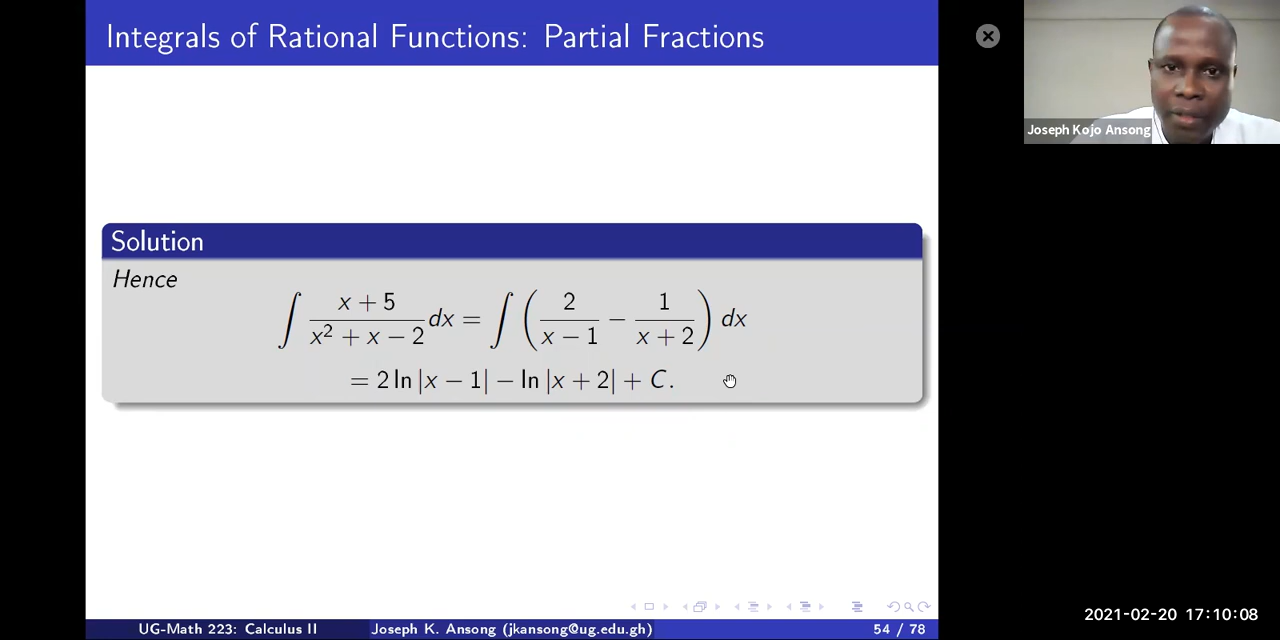 Integrals of Rational Functions: Partial Fractions
Joseph Kojo Ansong
Solution
Hence
∫ (x + 5)/(x² + x − 2) dx = ∫ (2/(x − 1) − 1/(x + 2)) dx
= 2 ln |x − 1| − ln |x + 2| + C.
2021-02-20 17:10:08
UG-Math 223: Calculus II Joseph K. Ansong (jkansong@ug.edu.gh) 54 / 78